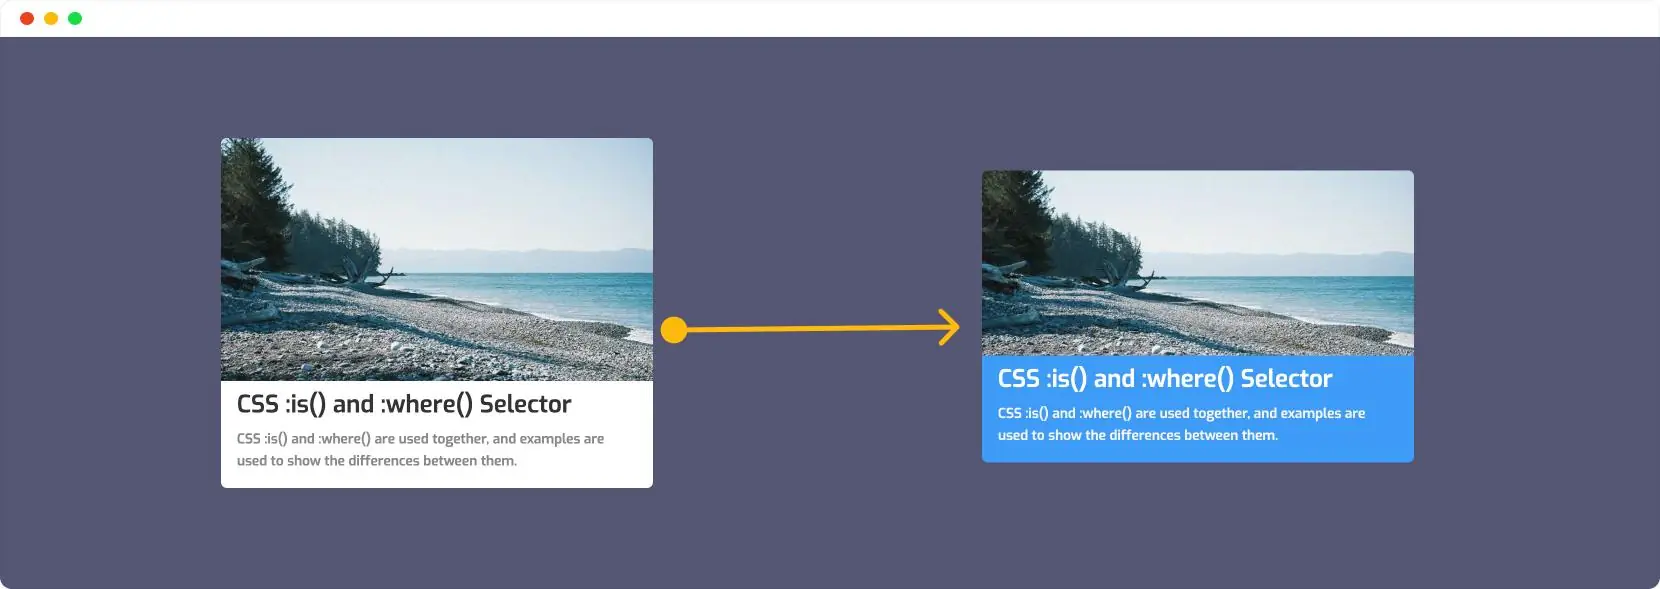 CSS :is() and :where() Selector
CSS :is() and :where() are used together, and examples are
used to show the differences between them.
CSS :is() and :where() Selector
CSS :is() and :where() are used together, and examples are
used to show the differences between them.